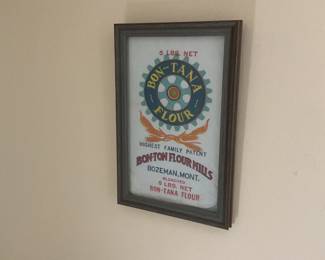 5 LBS. NET
BON-TANA
FLOUR
HIGHEST FAMILY PATENT
BON-TON FLOUR MILLS
BOZEMAN, MONT.
BLEACHED
5 LBS. NET
BON-TANA FLOUR